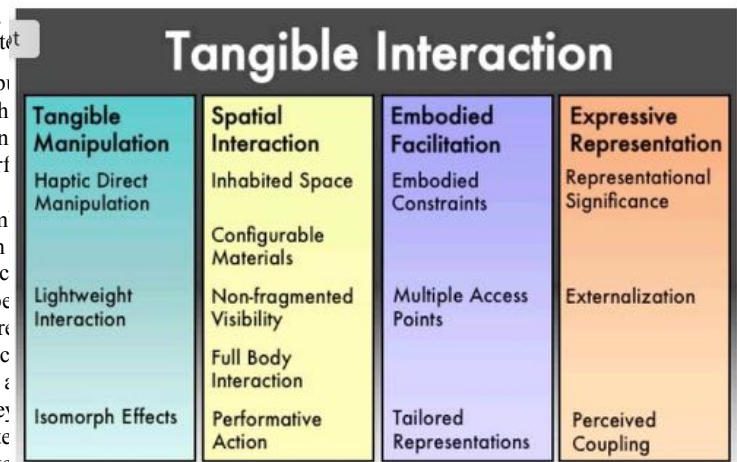 Tangible Interaction
Tangible
Manipulation
Haptic Direct
Manipulation
Lightweight
Interaction
Isomorph Effects
Spatial
Interaction
Inhabited Space
Configurable
Materials
Non-fragmented
Visibility
Full Body
Interaction
Performative
Action
Embodied
Facilitation
Embodied
Constraints
Multiple Access
Points
Tailored
Representations
Expressive
Representation
Representational
Significance
Externalization
Perceived
Coupling